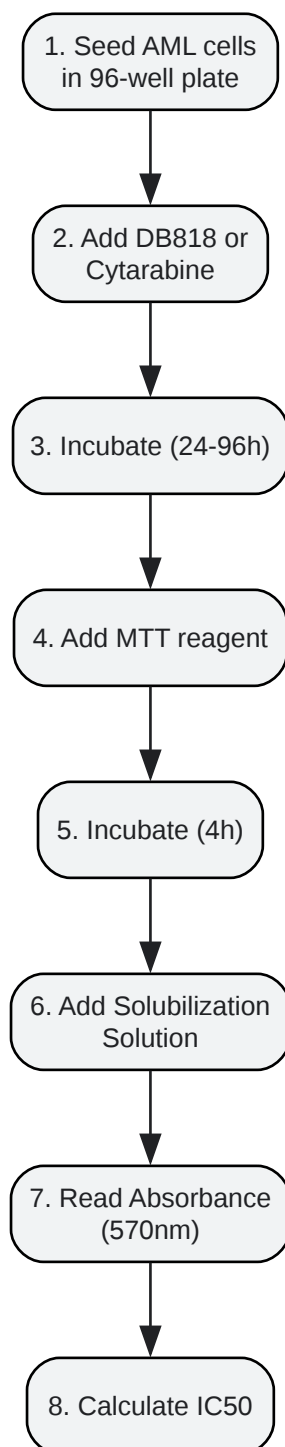 1. Seed AML cells
in 96-well plate
2. Add DB818 or
Cytarabine
3. Incubate (24-96h)
4. Add MTT reagent
5. Incubate (4h)
6. Add Solubilization
Solution
7. Read Absorbance
(570nm)
8. Calculate IC50